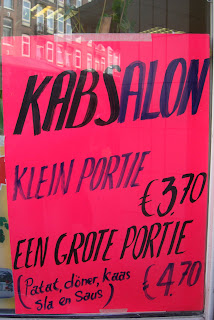 KABSALON
KLEIN PORTIE
€3,70
EEN GROTE PORTIE
(Patat, döner, kaas €4,70
sla en Saus)